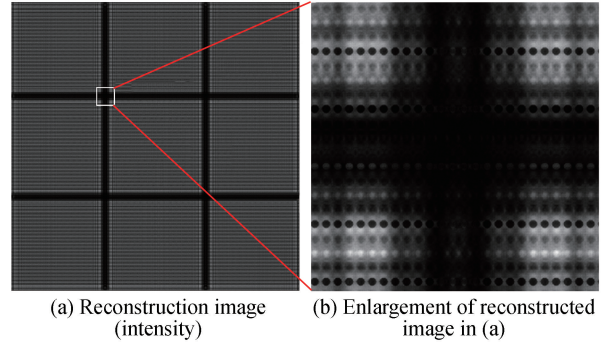 (a) Reconstruction image
(intensity)
(b) Enlargement of reconstructed
image in (a)